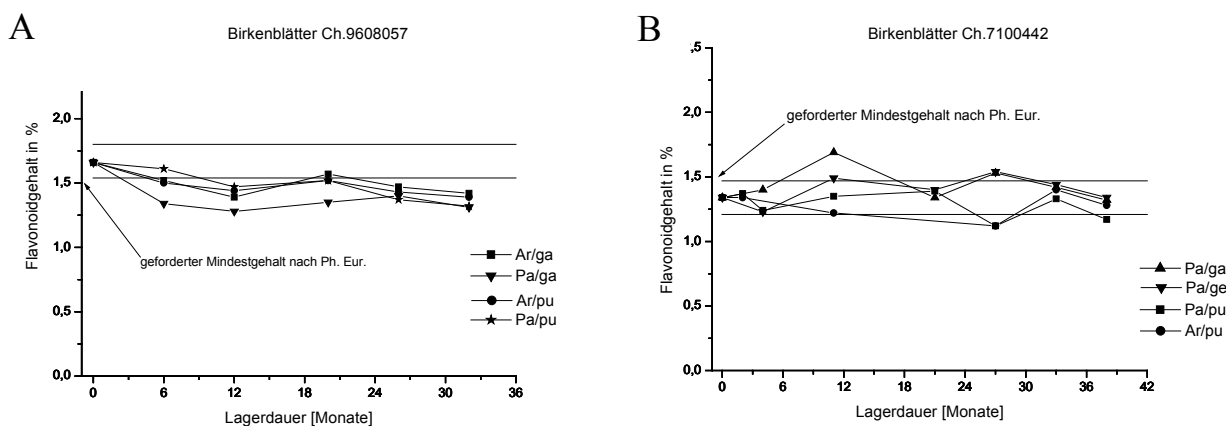 A
Birkenblätter Ch.9608057
2,0
1,5
1,0
0,5
0,0
Flavonoidgehalt in %
geforderter Mindestgehalt nach Ph. Eur.
Ar/ga
Pa/ga
Ar/pu
Pa/pu
0 6 12 20 26 32 36
Lagerdauer [Monate]
B
Birkenblätter Ch.7100442
,5
2,0
1,5
1,0
0,5
0,0
Flavonoidgehalt in %
geforderter Mindestgehalt nach Ph. Eur.
Pa/ga
Pa/ge
Pa/pu
Ar/pu
0 6 12 18 24 30 36 42
Lagerdauer [Monate]